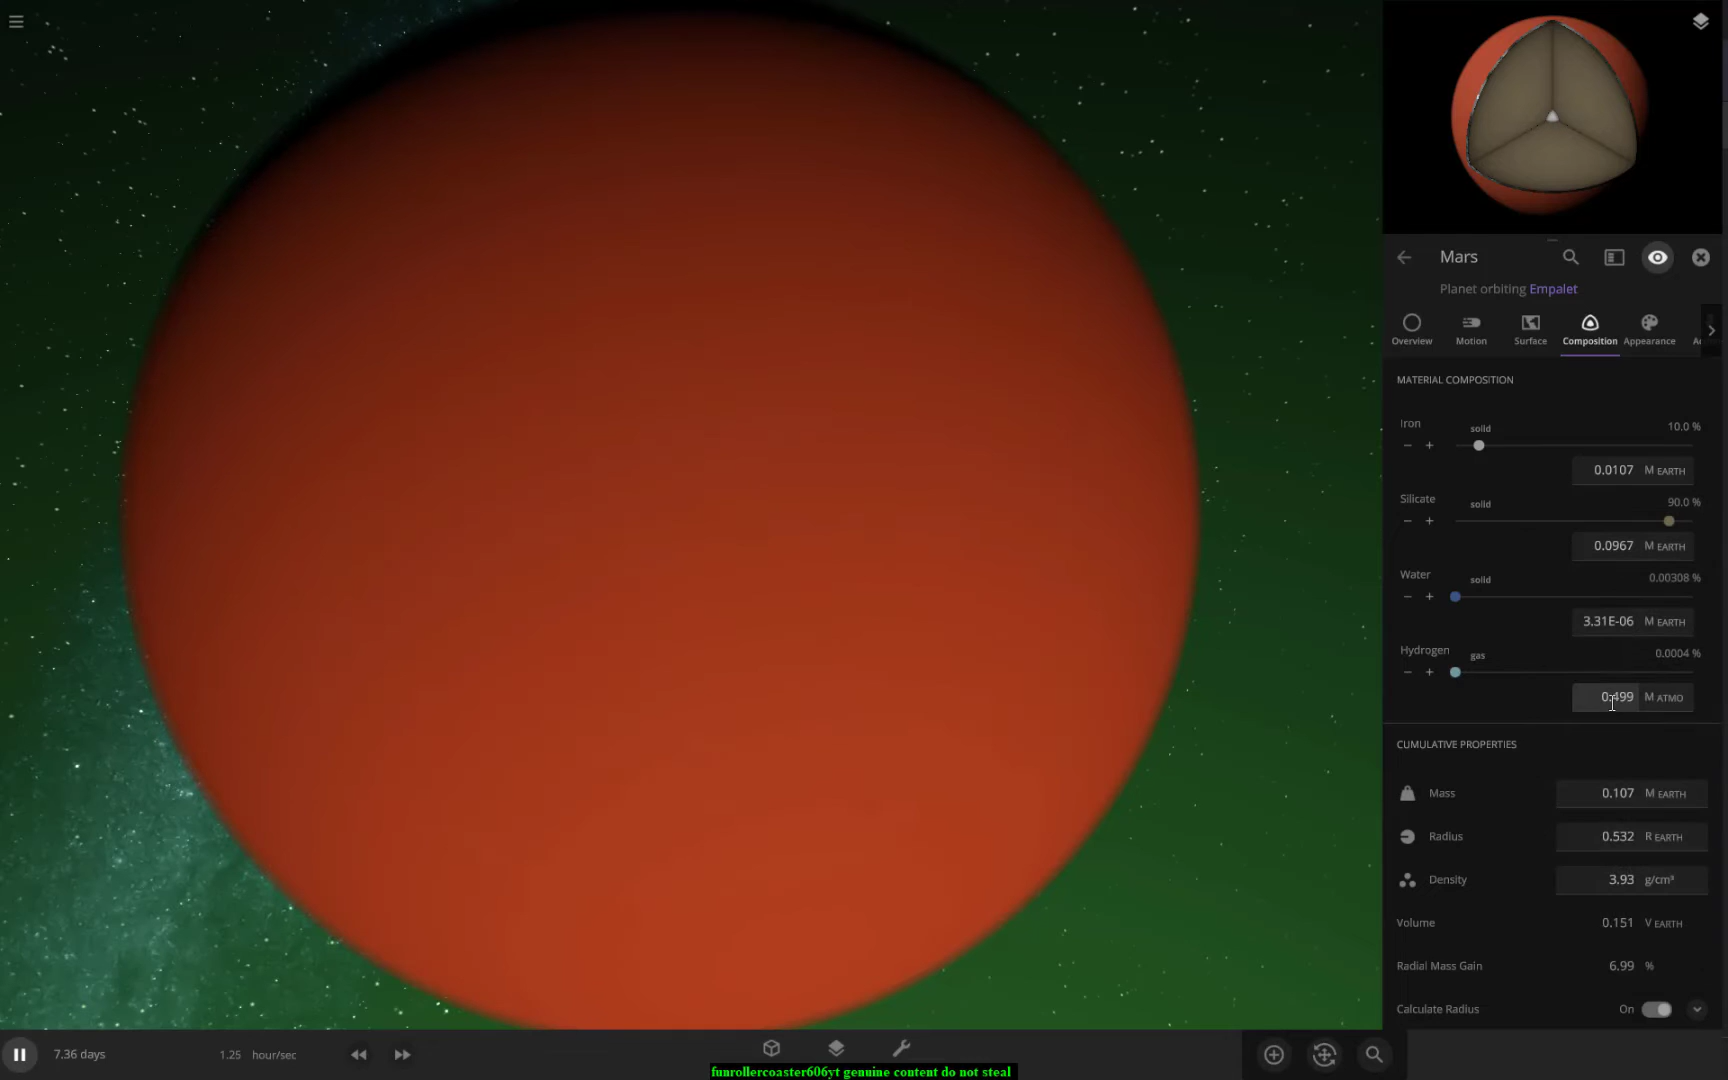 Mars
Planet orbiting Empalet
Overview Motion Surface Composition Appearance
MATERIAL COMPOSITION
Iron solid 10.0 %
− +
0.0107 M EARTH
Silicate solid 90.0 %
− +
0.0967 M EARTH
Water solid 0.00308 %
− +
3.31E-06 M EARTH
Hydrogen gas 0.0004 %
− +
0.499 M ATMO
CUMULATIVE PROPERTIES
Mass 0.107 M EARTH
Radius 0.532 R EARTH
Density 3.93 g/cm³
Volume 0.151 V EARTH
Radial Mass Gain 6.99 %
Calculate Radius On
7.36 days 1.25 hour/sec
funrollercoaster606yt genuine content do not steal